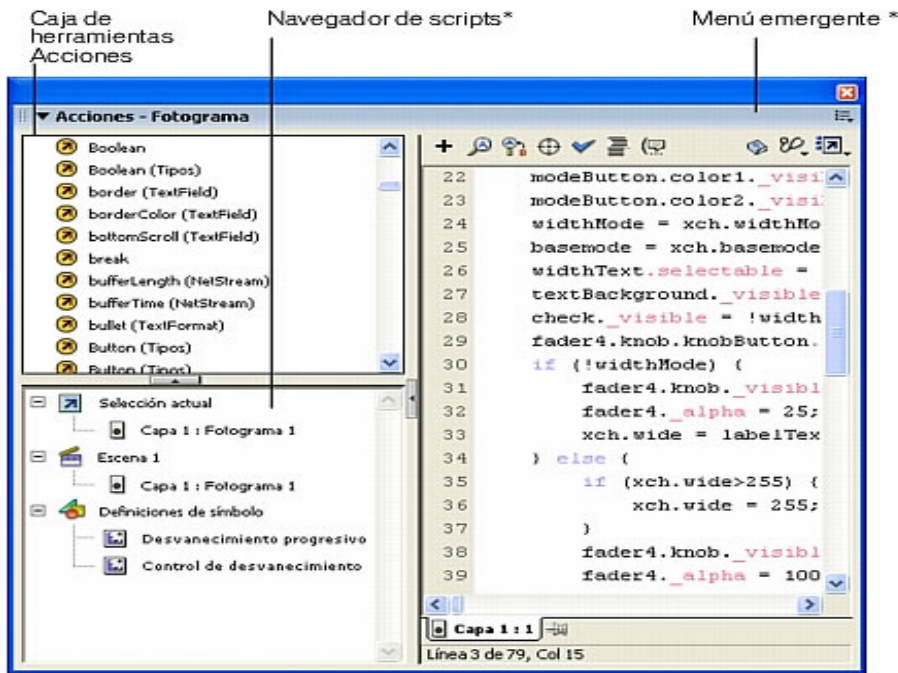 Caja de
herramientas
Acciones
Navegador de scripts*
Menú emergente *
Acciones - Fotograma
Boolean
Boolean (Tipos)
border (TextField)
borderColor (TextField)
bottomScroll (TextField)
break
bufferLength (NetStream)
bufferTime (NetStream)
bullet (TextFormat)
Button (Tipos)
Button (Tipos)
Selección actual
Capa 1 : Fotograma 1
Escena 1
Capa 1 : Fotograma 1
Definiciones de símbolo
Desvanecimiento progresivo
Control de desvanecimiento
22 modeButton.color1._visi
23 modeButton.color2._visi
24 widthMode = xch.widthMo
25 basemode = xch.basemode
26 widthText.selectable =
27 textBackground._visible
28 check._visible = !width
29 fader4.knob.knobButton.
30 if (!widthMode) {
31 fader4.knob._visibl
32 fader4._alpha = 25;
33 xch.wide = labelTex
34 } else {
35 if (xch.wide>255) {
36 xch.wide = 255;
37 }
38 fader4.knob._visibl
39 fader4._alpha = 100
Capa 1 : 1
Línea 3 de 79, Col 15